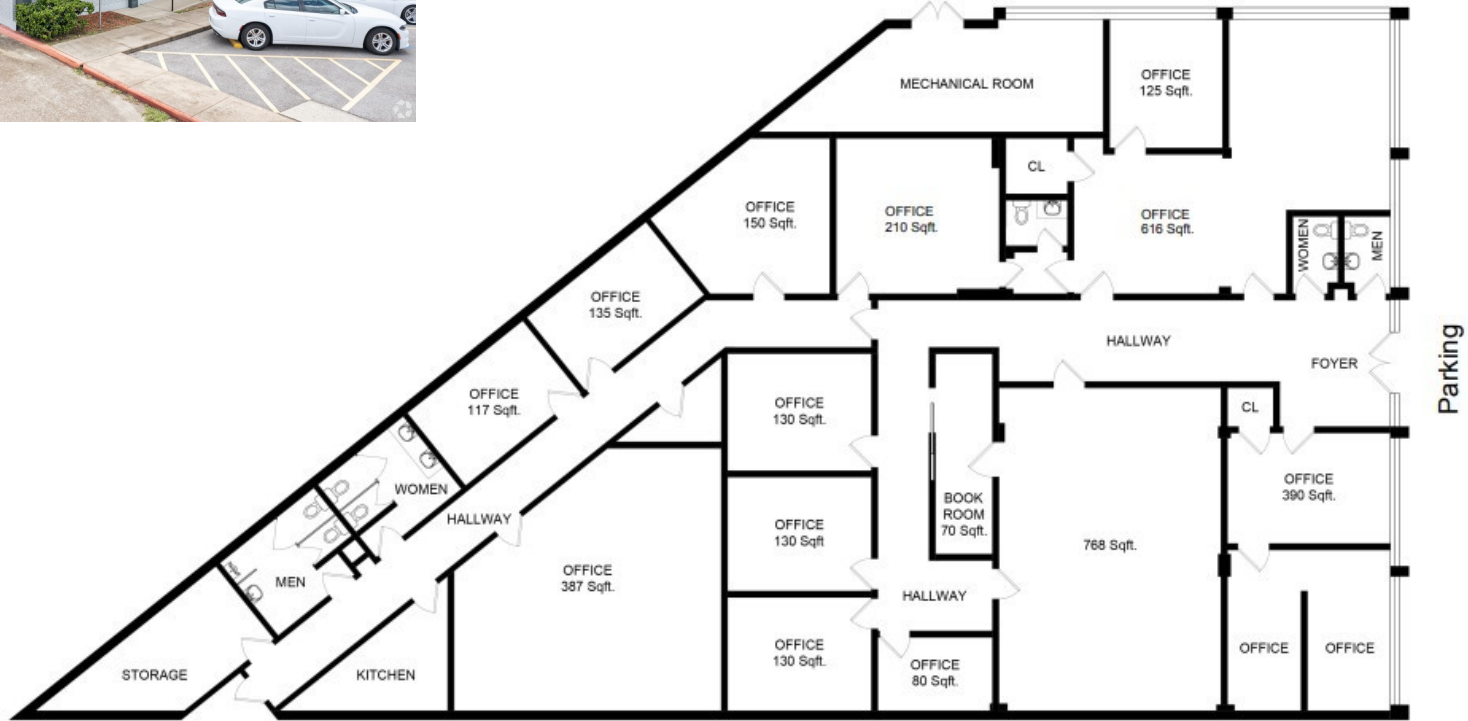 MECHANICAL ROOM
OFFICE
125 Sqft.
CL
OFFICE
150 Sqft.
OFFICE
210 Sqft.
OFFICE
616 Sqft.
WOMEN
MEN
OFFICE
135 Sqft.
HALLWAY
FOYER
Parking
OFFICE
117 Sqft.
OFFICE
130 Sqft.
CL
WOMEN
HALLWAY
BOOK
ROOM
70 Sqft.
OFFICE
390 Sqft.
OFFICE
130 Sqft
768 Sqft.
MEN
OFFICE
387 Sqft.
HALLWAY
STORAGE
KITCHEN
OFFICE
130 Sqft.
OFFICE
80 Sqft.
OFFICE
OFFICE